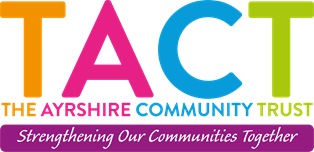 TACT
THE AYRSHIRE COMMUNITY TRUST
Strengthening Our Communities Together